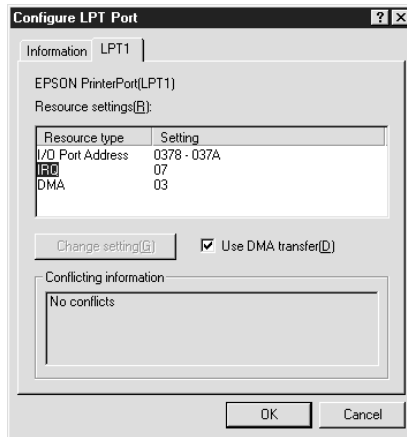 Configure LPT Port
Information LPT1
EPSON PrinterPort(LPT1)
Resource settings(R):
Resource type Setting
I/O Port Address 0378 - 037A
IRQ 07
DMA 03
Change setting(G) Use DMA transfer(D)
Conflicting information
No conflicts
OK Cancel